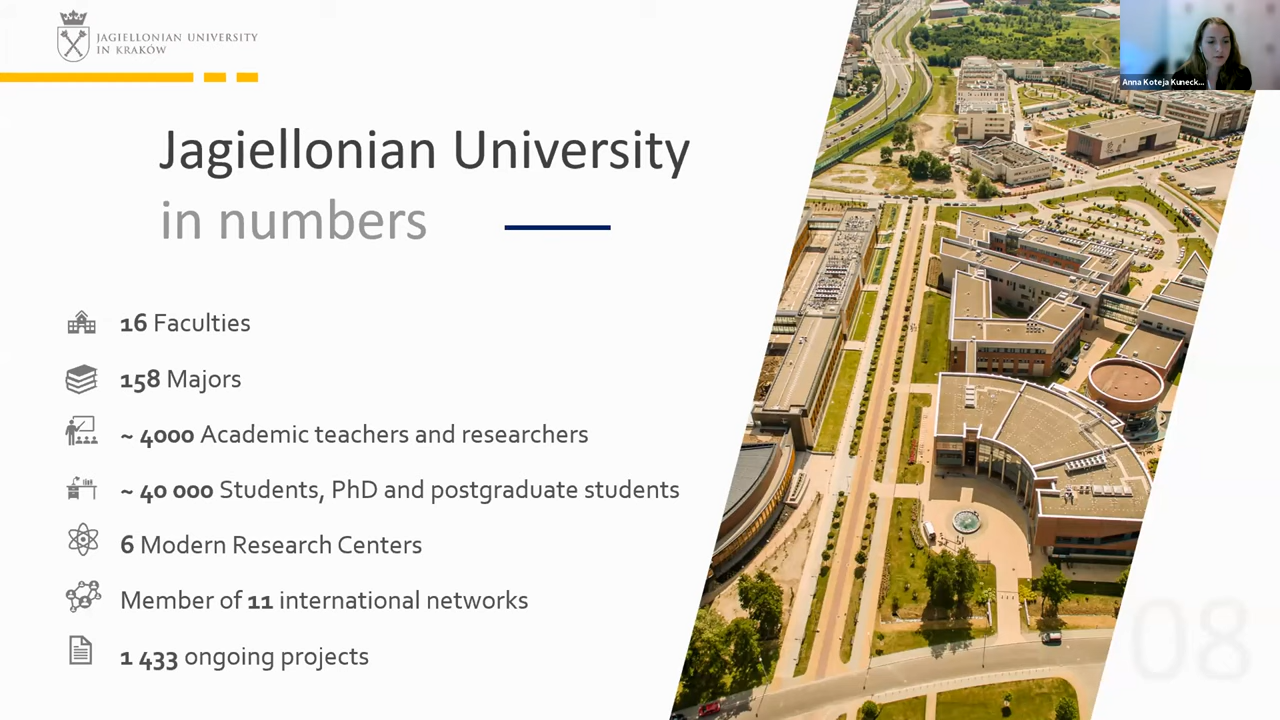 JAGIELLONIAN UNIVERSITY
IN KRAKÓW
Anna Koteja Kuneck...
Jagiellonian University
in numbers
16 Faculties
158 Majors
~ 4000 Academic teachers and researchers
~ 40 000 Students, PhD and postgraduate students
6 Modern Research Centers
Member of 11 international networks
1 433 ongoing projects
08